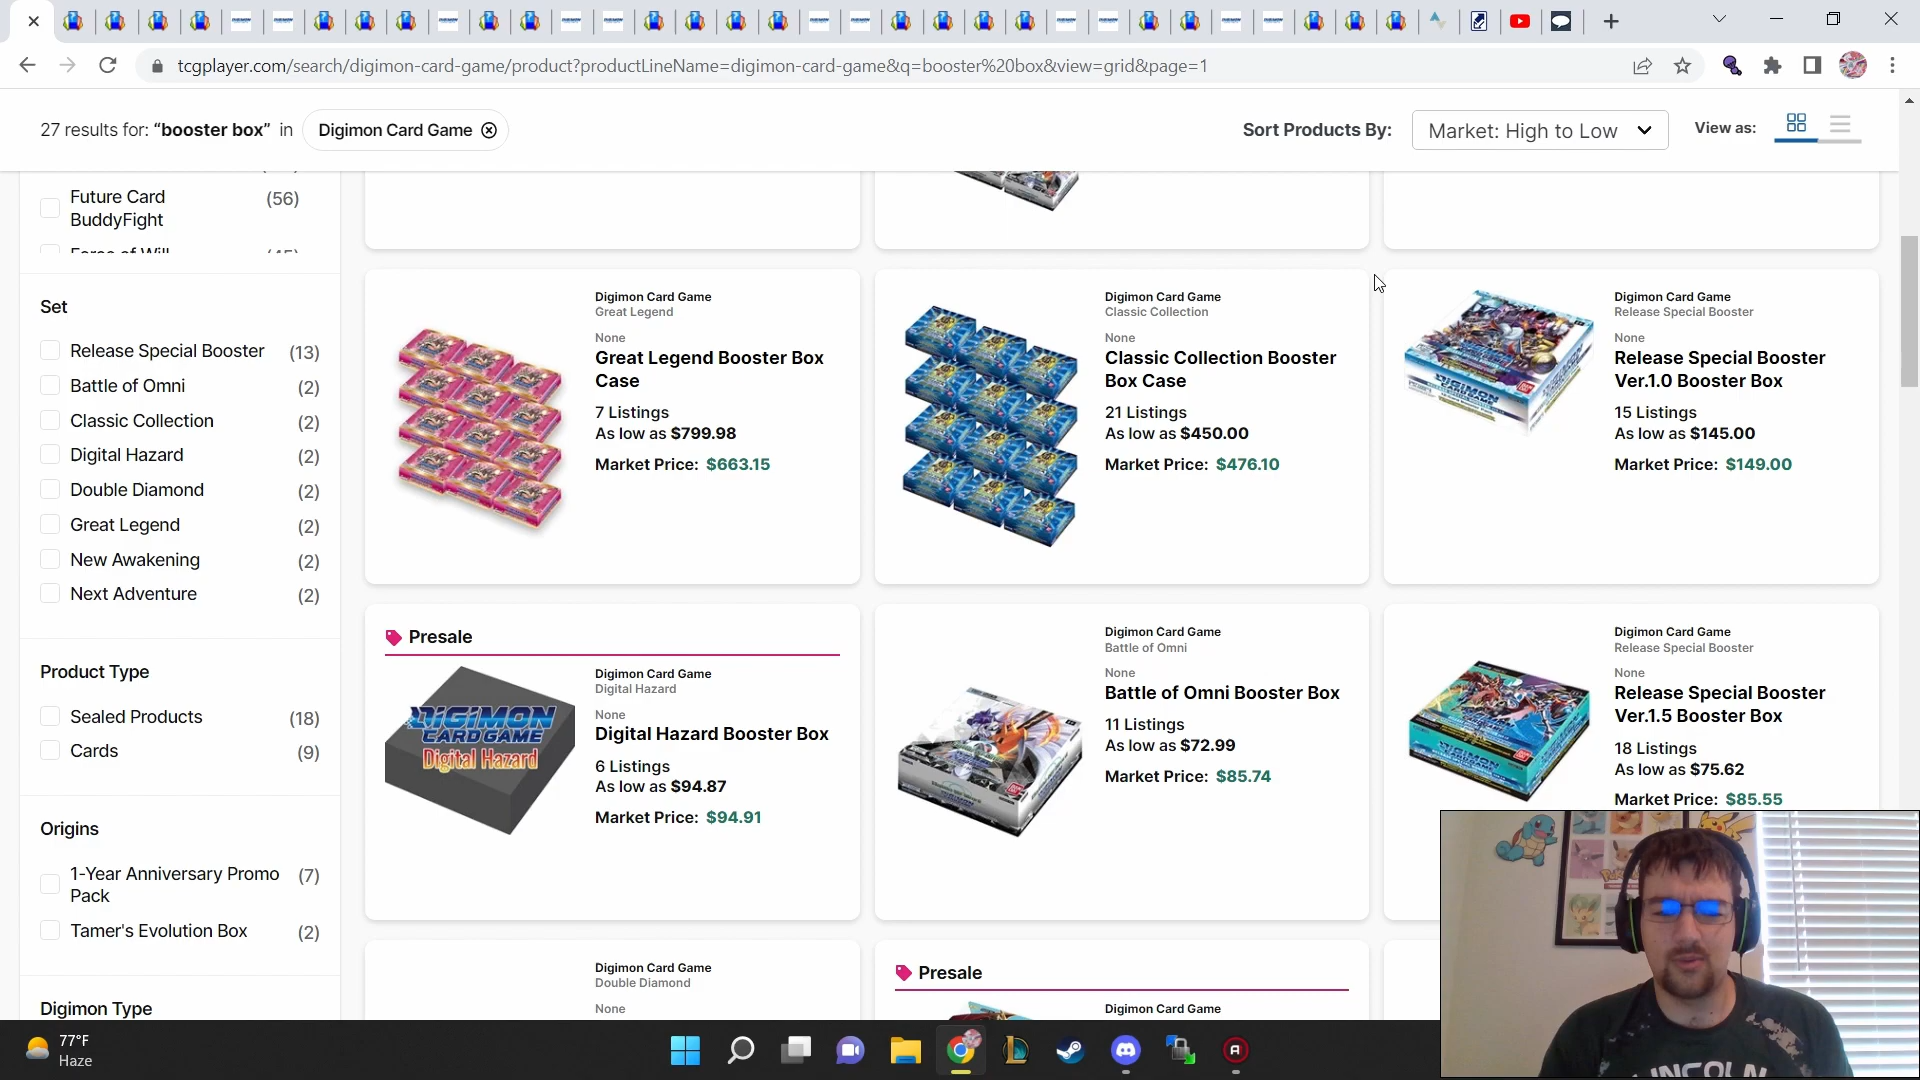 tcgplayer.com/search/digimon-card-game/product?productLineName=digimon-card-game&q=booster%20box&view=grid&page=1
27 results for: “booster box” in Digimon Card Game
Sort Products By: Market: High to Low
View as:
Future Card
BuddyFight
(56)
Set
Release Special Booster (13)
Battle of Omni (2)
Classic Collection (2)
Digital Hazard (2)
Double Diamond (2)
Great Legend (2)
New Awakening (2)
Next Adventure (2)
Product Type
Sealed Products (18)
Cards (9)
Origins
1-Year Anniversary Promo
Pack
(7)
Tamer's Evolution Box (2)
Digimon Type
Digimon Card Game
Great Legend
None
Great Legend Booster Box
Case
7 Listings
As low as $799.98
Market Price: $663.15
Digimon Card Game
Classic Collection
None
Classic Collection Booster
Box Case
21 Listings
As low as $450.00
Market Price: $476.10
Digimon Card Game
Release Special Booster
None
Release Special Booster
Ver.1.0 Booster Box
15 Listings
As low as $145.00
Market Price: $149.00
Presale
DIGIMON
CARD GAME
Digital Hazard
Digimon Card Game
Digital Hazard
None
Digital Hazard Booster Box
6 Listings
As low as $94.87
Market Price: $94.91
Digimon Card Game
Battle of Omni
None
Battle of Omni Booster Box
11 Listings
As low as $72.99
Market Price: $85.74
Digimon Card Game
Release Special Booster
None
Release Special Booster
Ver.1.5 Booster Box
18 Listings
As low as $75.62
Market Price: $85.55
Digimon Card Game
Double Diamond
None
Presale
Digimon Card Game
77°F
Haze
LINCOLN